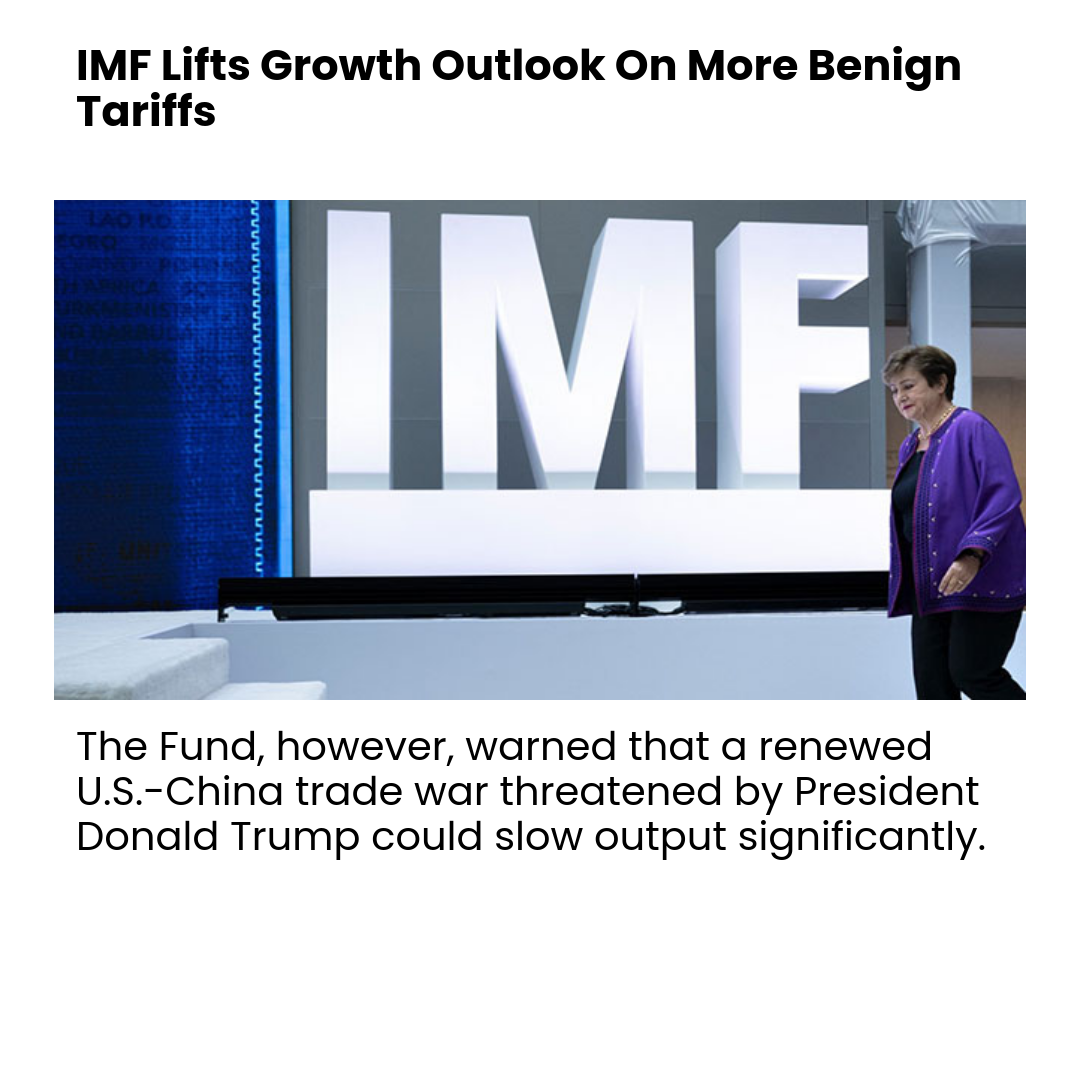 IMF Lifts Growth Outlook On More Benign
Tariffs
LAO P.D.
IMF
The Fund, however, warned that a renewed
U.S.-China trade war threatened by President
Donald Trump could slow output significantly.